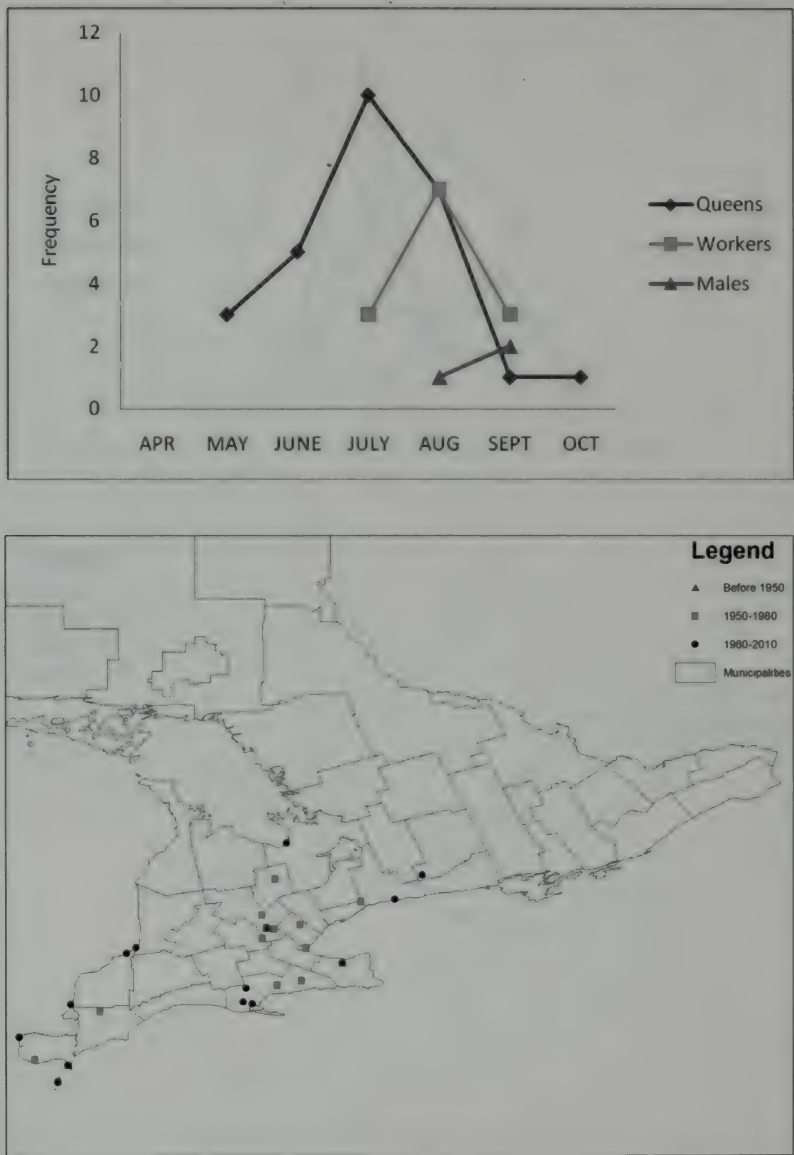 12
10
8
6
4
2
0
Frequency
APR MAY JUNE JULY AUG SEPT OCT
Queens
Workers
Males
Legend
Before 1950
1950-1980
1980-2010
Municipalities